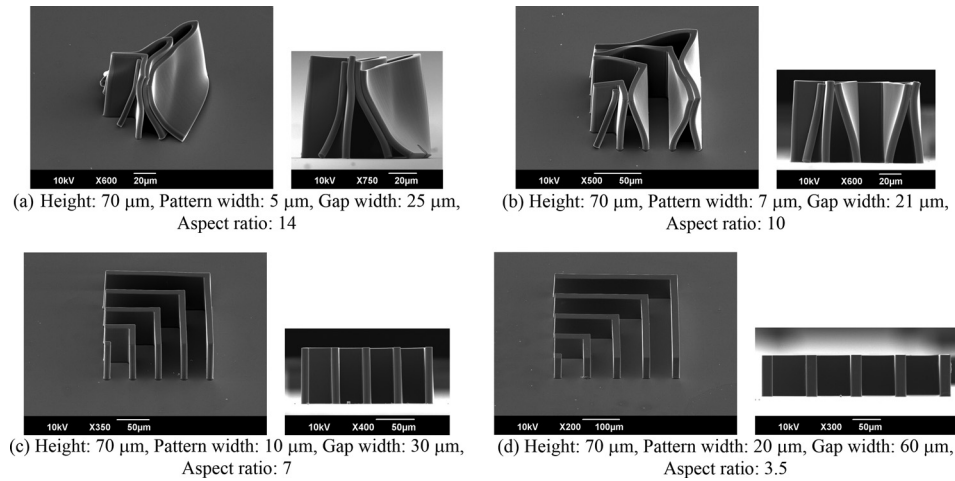 10kV X600 20μm
10kV X750 20μm
10kV X500 50μm
10kV X600 20μm
(a) Height: 70 μm, Pattern width: 5 μm, Gap width: 25 μm,
Aspect ratio: 14
(b) Height: 70 μm, Pattern width: 7 μm, Gap width: 21 μm,
Aspect ratio: 10
10kV X350 50μm
10kV X400 50μm
10kV X200 100μm
10kV X300 50μm
(c) Height: 70 μm, Pattern width: 10 μm, Gap width: 30 μm,
Aspect ratio: 7
(d) Height: 70 μm, Pattern width: 20 μm, Gap width: 60 μm,
Aspect ratio: 3.5